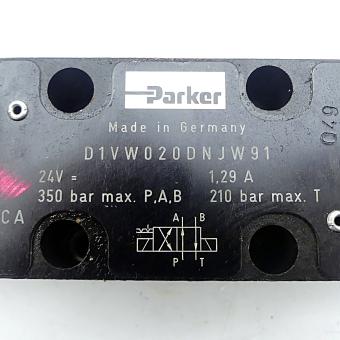 Parker
Made in Germany
D1VW020DNJW91
24V = 1,29 A
350 bar max. P,A,B 210 bar max. T
CA
A B
P T
049